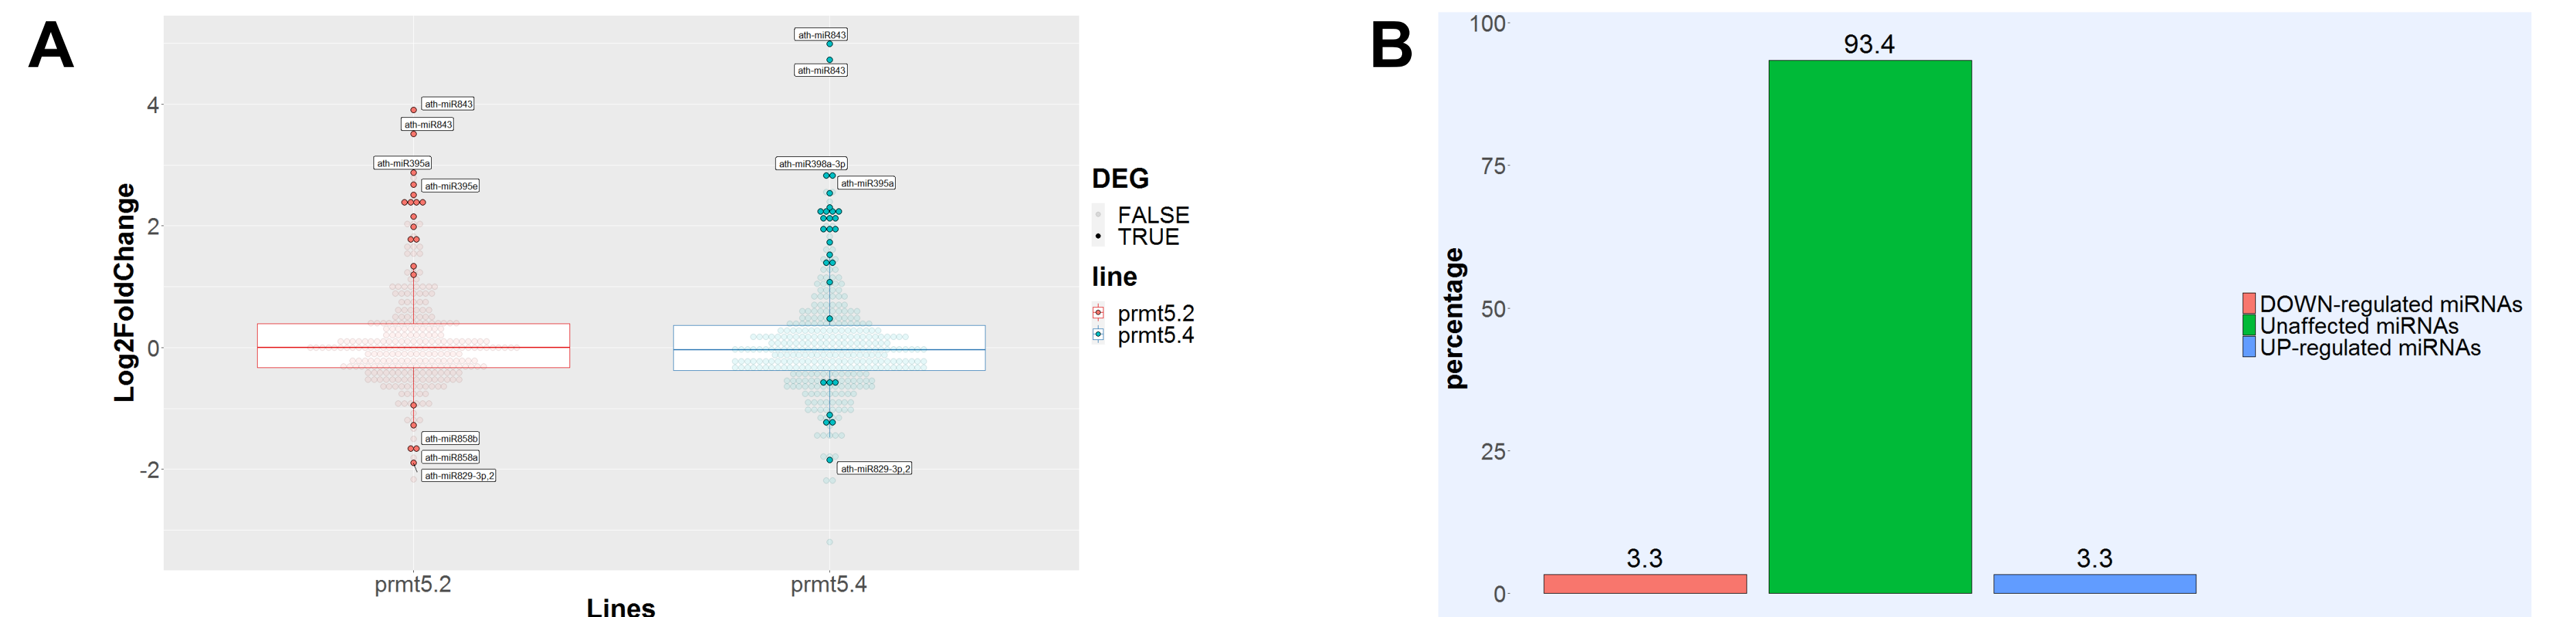 A
Log2FoldChange
4
2
0
-2
ath-miR843
ath-miR843
ath-miR395a
ath-miR395e
ath-miR858b
ath-miR858a
ath-miR829-3p,2
ath-miR843
ath-miR843
ath-miR398a-3p
ath-miR395a
ath-miR829-3p,2
prmt5.2
prmt5.4
Lines
DEG
FALSE
TRUE
line
prmt5.2
prmt5.4
B
percentage
100
75
50
25
0
3.3
93.4
3.3
DOWN-regulated miRNAs
Unaffected miRNAs
UP-regulated miRNAs